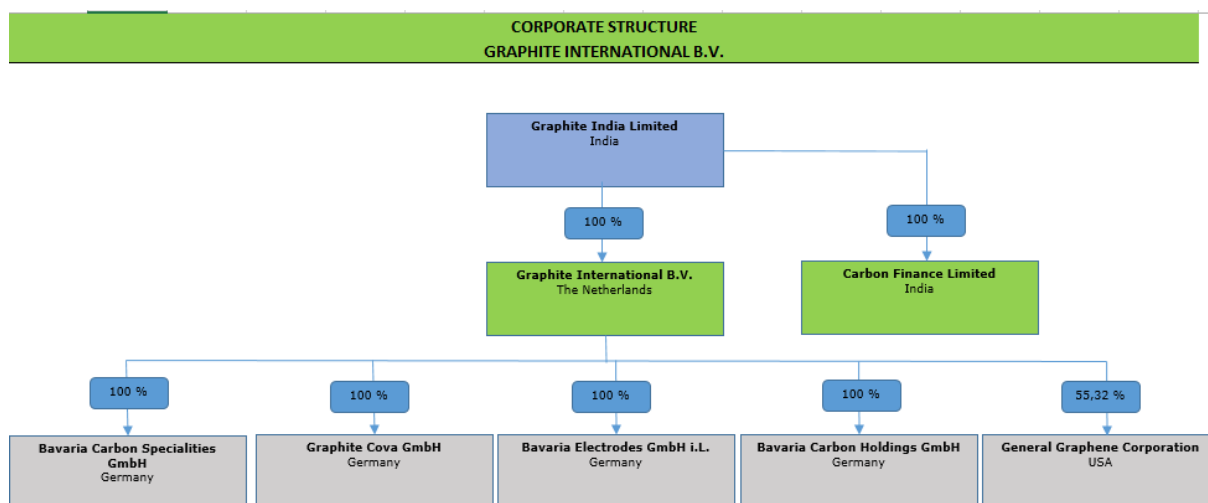 CORPORATE STRUCTURE
GRAPHITE INTERNATIONAL B.V.
Graphite India Limited
India
100 %
100 %
Graphite International B.V.
The Netherlands
Carbon Finance Limited
India
100 %
100 %
100 %
100 %
55,32 %
Bavaria Carbon Specialities
GmbH
Germany
Graphite Cova GmbH
Germany
Bavaria Electrodes GmbH i.L.
Germany
Bavaria Carbon Holdings GmbH
Germany
General Graphene Corporation
USA